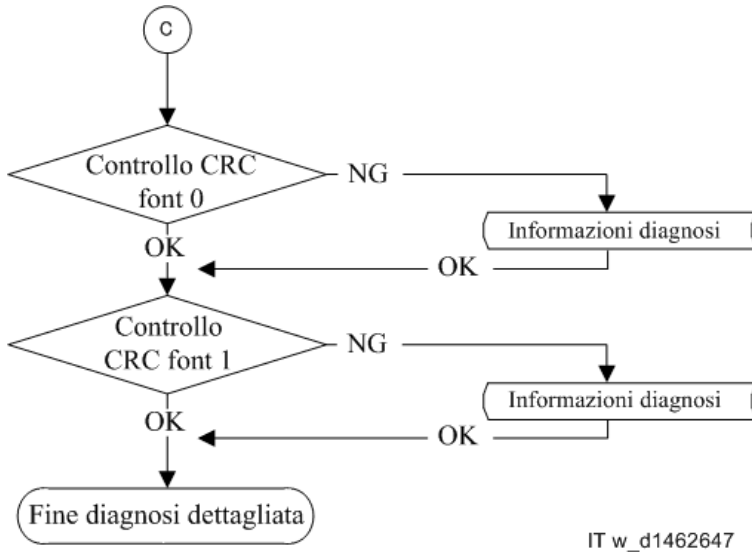 C
Controllo CRC
font 0
NG
Informazioni diagnosi
OK
OK
Controllo
CRC font 1
NG
Informazioni diagnosi
OK
OK
Fine diagnosi dettagliata
IT w_d1462647